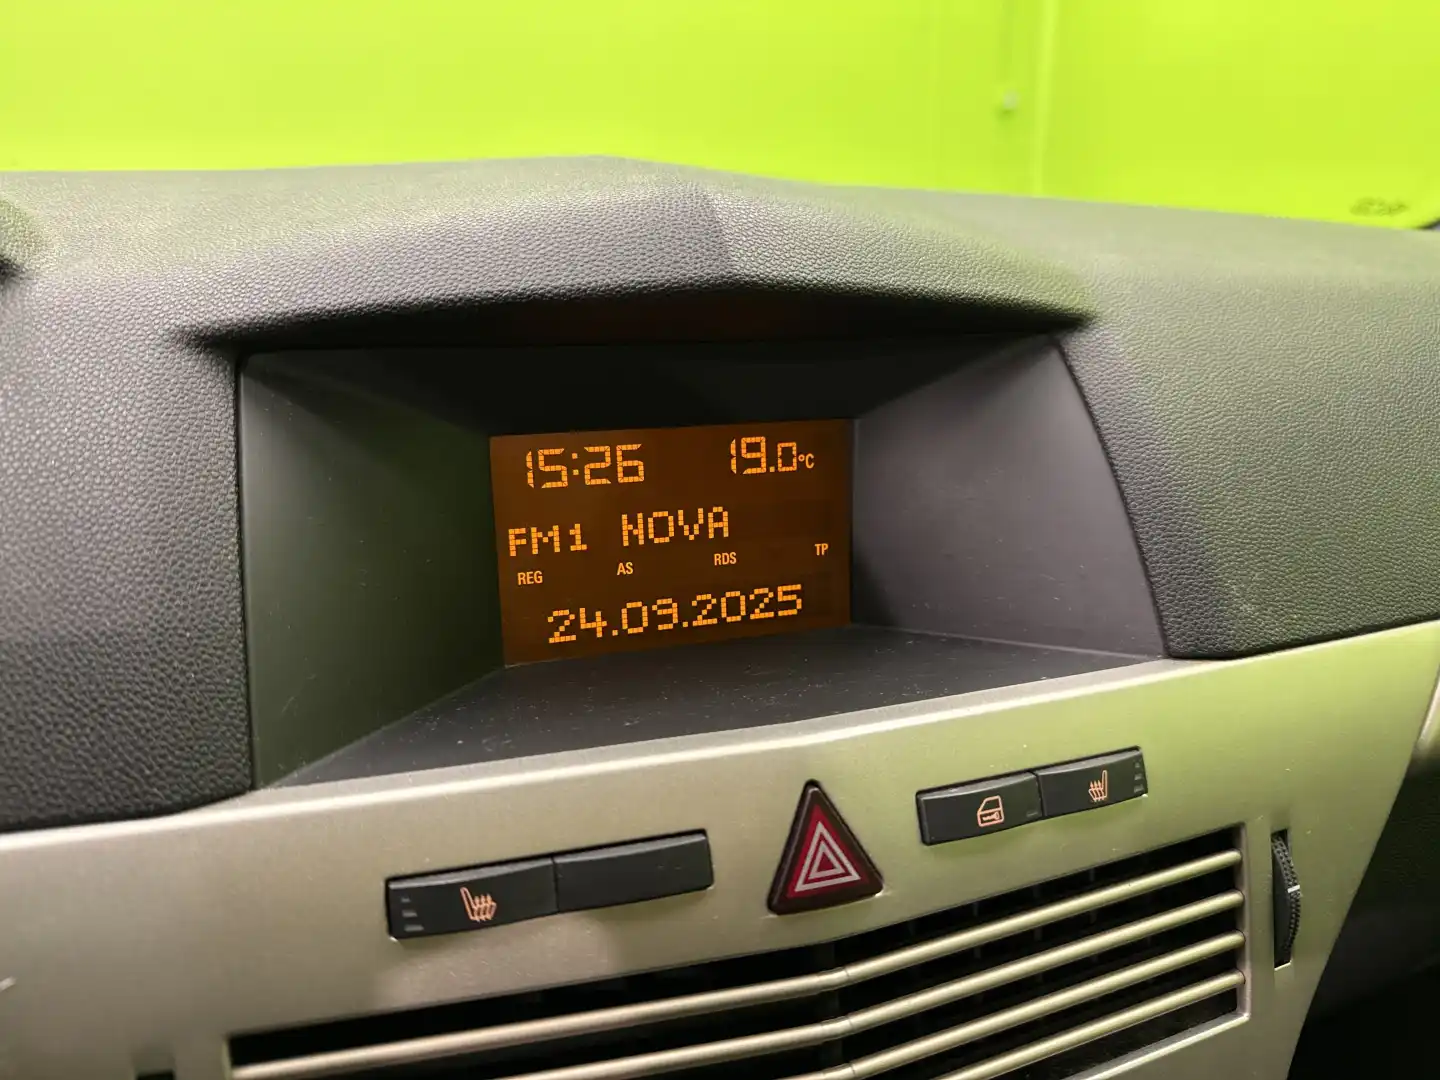 15:26 19.0°C
FM1 NOVA
REG AS RDS TP
24.09.2025